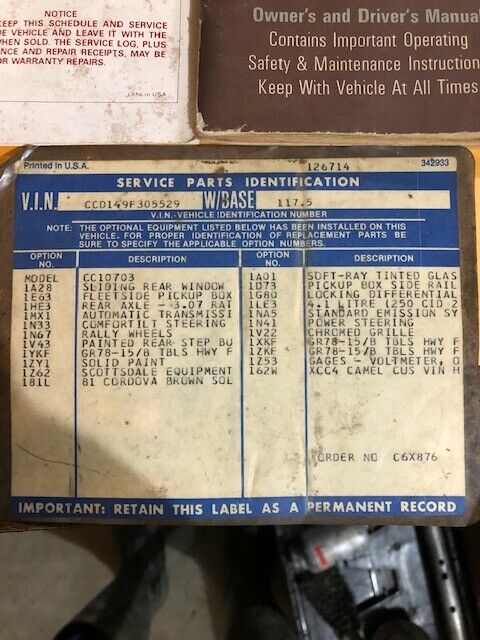 NOTICE
KEEP THIS SCHEDULE AND SERVICE
THE VEHICLE AND LEAVE IT WITH THE
WHEN SOLD. THE SERVICE LOG, PLUS
ANCE AND REPAIR RECEIPTS, MAY BE
OR WARRANTY REPAIRS.
Litho in USA
Owner's and Driver's Manual
Contains Important Operating
Safety & Maintenance Instruction
Keep With Vehicle At All Times
Printed in U.S.A.
126714
342933
SERVICE PARTS IDENTIFICATION
V.I.N. CCD149F305529 W/BASE 117.5
V.I.N.-VEHICLE IDENTIFICATION NUMBER
NOTE: THE OPTIONAL EQUIPMENT LISTED BELOW HAS BEEN INSTALLED ON THIS
VEHICLE. FOR PROPER IDENTIFICATION OF REPLACEMENT PARTS BE
SURE TO SPECIFY THE APPLICABLE OPTION NUMBERS.
OPTION NO. DESCRIPTION OPTION NO. DESCRIPTION
MODEL CC10703 1A01 SOFT-RAY TINTED GLAS
1A28 SLIDING REAR WINDOW 1D73 PICKUP BOX SIDE RAIL
1E63 FLEETSIDE PICKUP BOX 1G80 LOCKING DIFFERENTIAL
1HE3 REAR AXLE - 3.07 RAT 1LE3 4.1 LITRE (250 CID 2
1MX1 AUTOMATIC TRANSMISSI 1NA5 STANDARD EMISSION SY
1N33 COMFORTILT STEERING 1N41 POWER STEERING
1N67 RALLY WHEELS 1V22 CHROMED GRILLE
1V43 PAINTED REAR STEP BU 1XKF GR78-15/B TBLS HWY F
1YKF GR78-15/B TBLS HWY F 1ZKF GR78-15/B TBLS HWY F
1ZY1 SOLID PAINT 1Z53 GAGES - VOLTMETER, O
1Z62 SCOTTSDALE EQUIPMENT 162W XCC4 CAMEL CUS VIN H
181L 81 CORDOVA BROWN SOL
ORDER NO C6X876
IMPORTANT: RETAIN THIS LABEL AS A PERMANENT RECORD